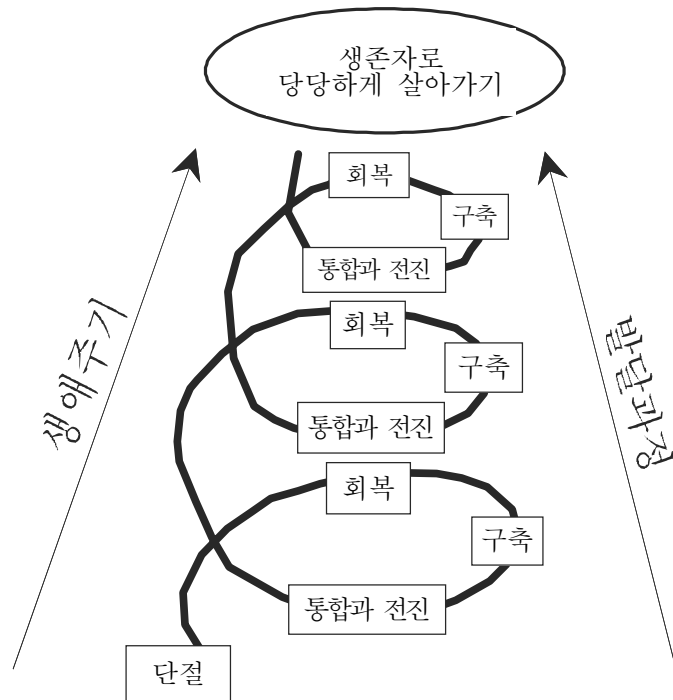 생존자로
당당하게 살아가기
회복
구축
통합과 전진
회복
구축
통합과 전진
회복
구축
통합과 전진
단절
생애주기
발달과정